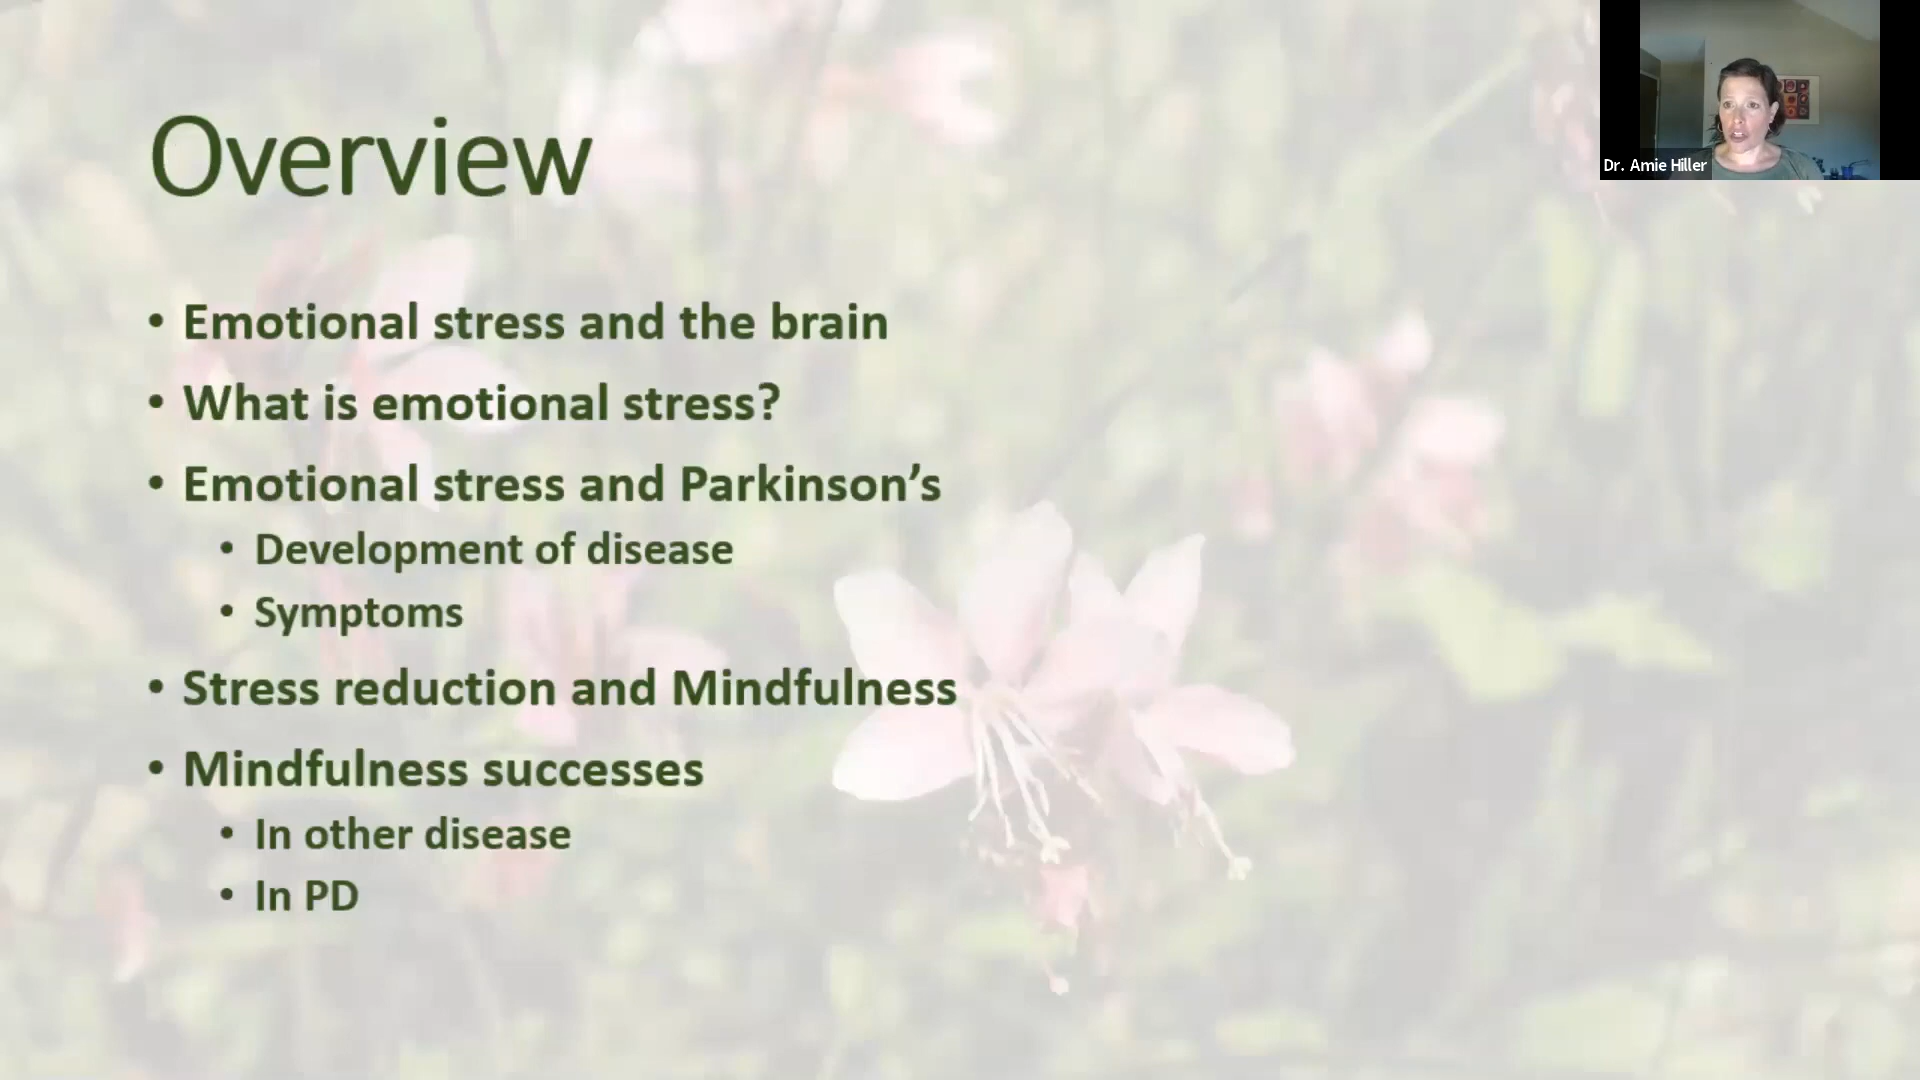 Overview
• Emotional stress and the brain
• What is emotional stress?
• Emotional stress and Parkinson’s
• Development of disease
• Symptoms
• Stress reduction and Mindfulness
• Mindfulness successes
• In other disease
• In PD
Dr. Amie Hiller